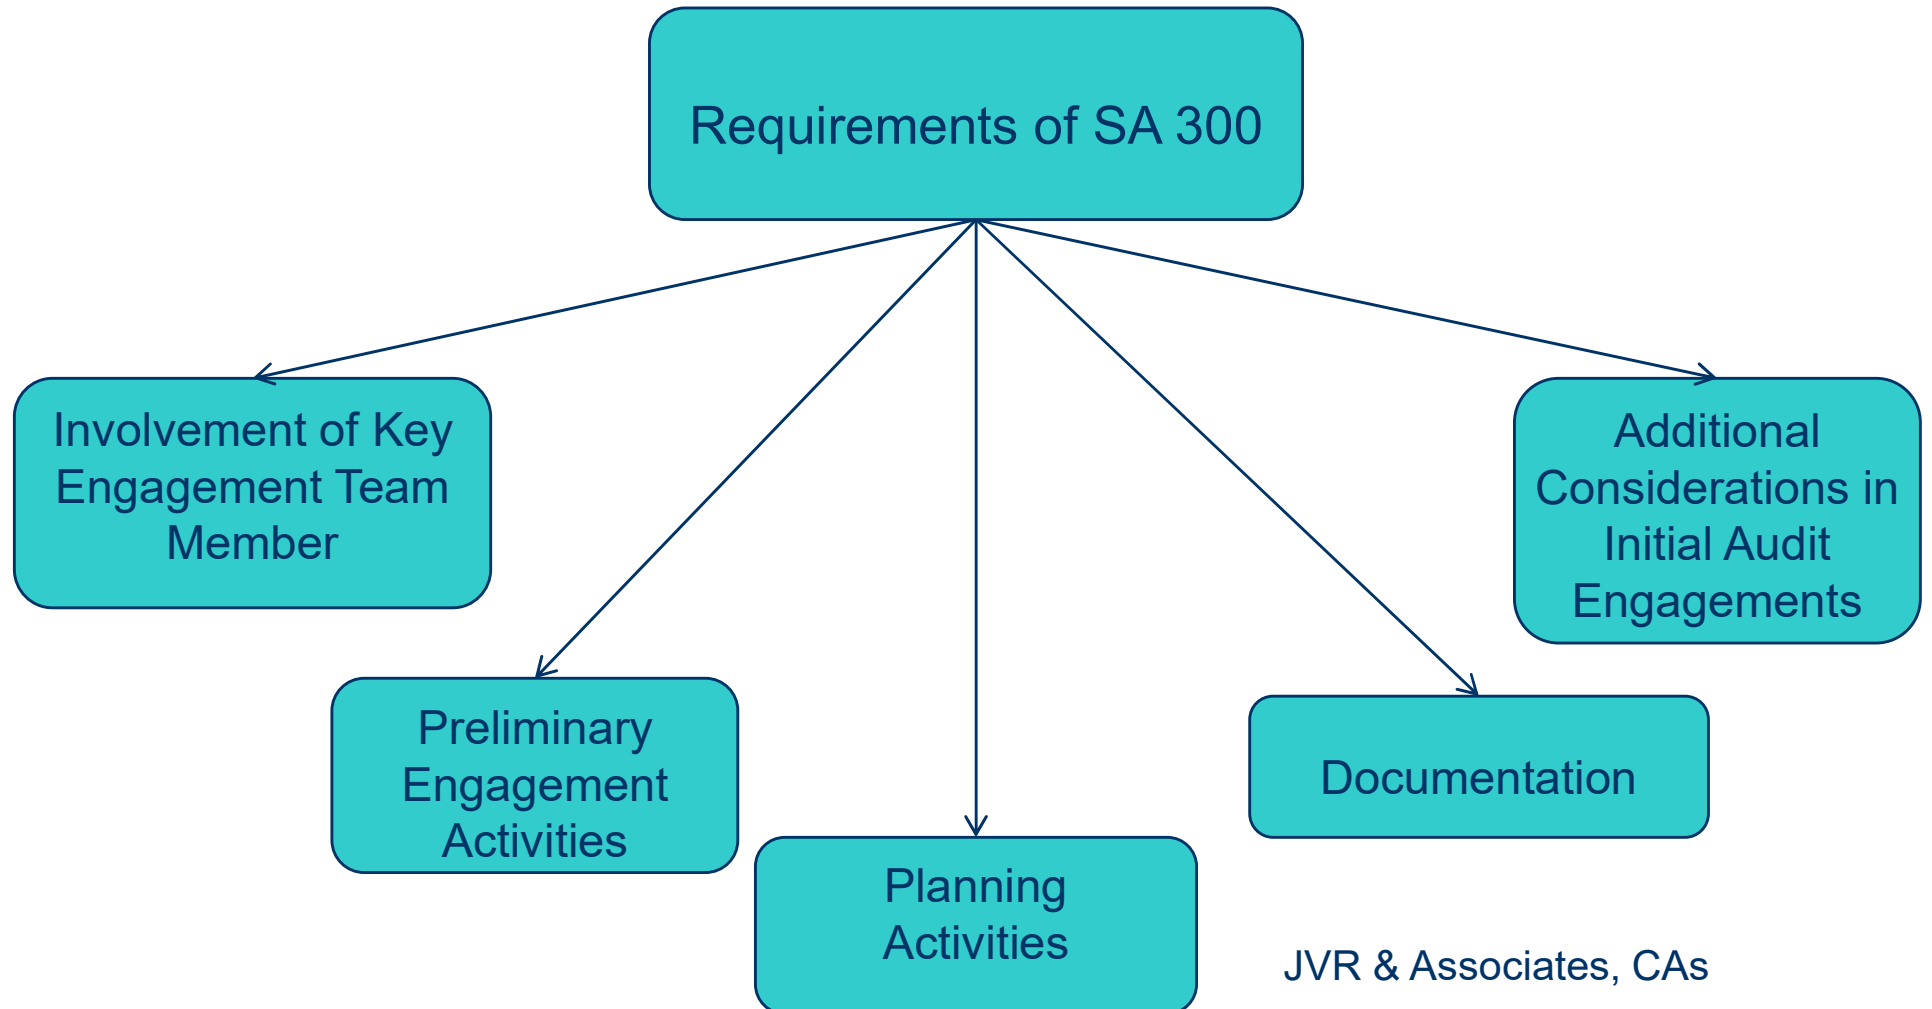 Requirements of SA 300
Involvement of Key
Engagement Team
Member
Preliminary
Engagement
Activities
Planning
Activities
Documentation
Additional
Considerations in
Initial Audit
Engagements
JVR & Associates, CAs